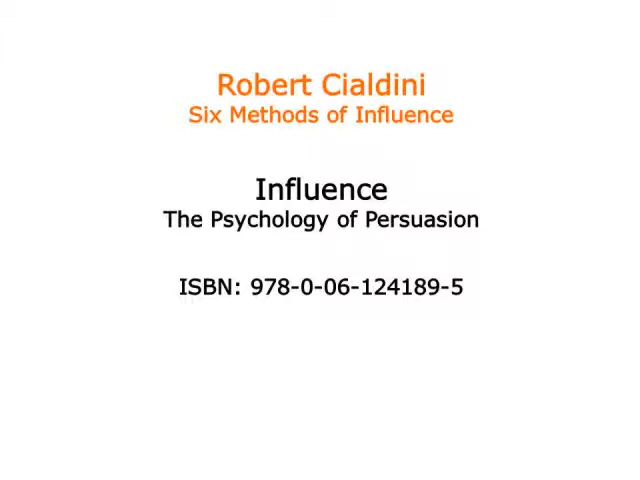 Robert Cialdini
Six Methods of Influence
Influence
The Psychology of Persuasion
ISBN: 978-0-06-124189-5